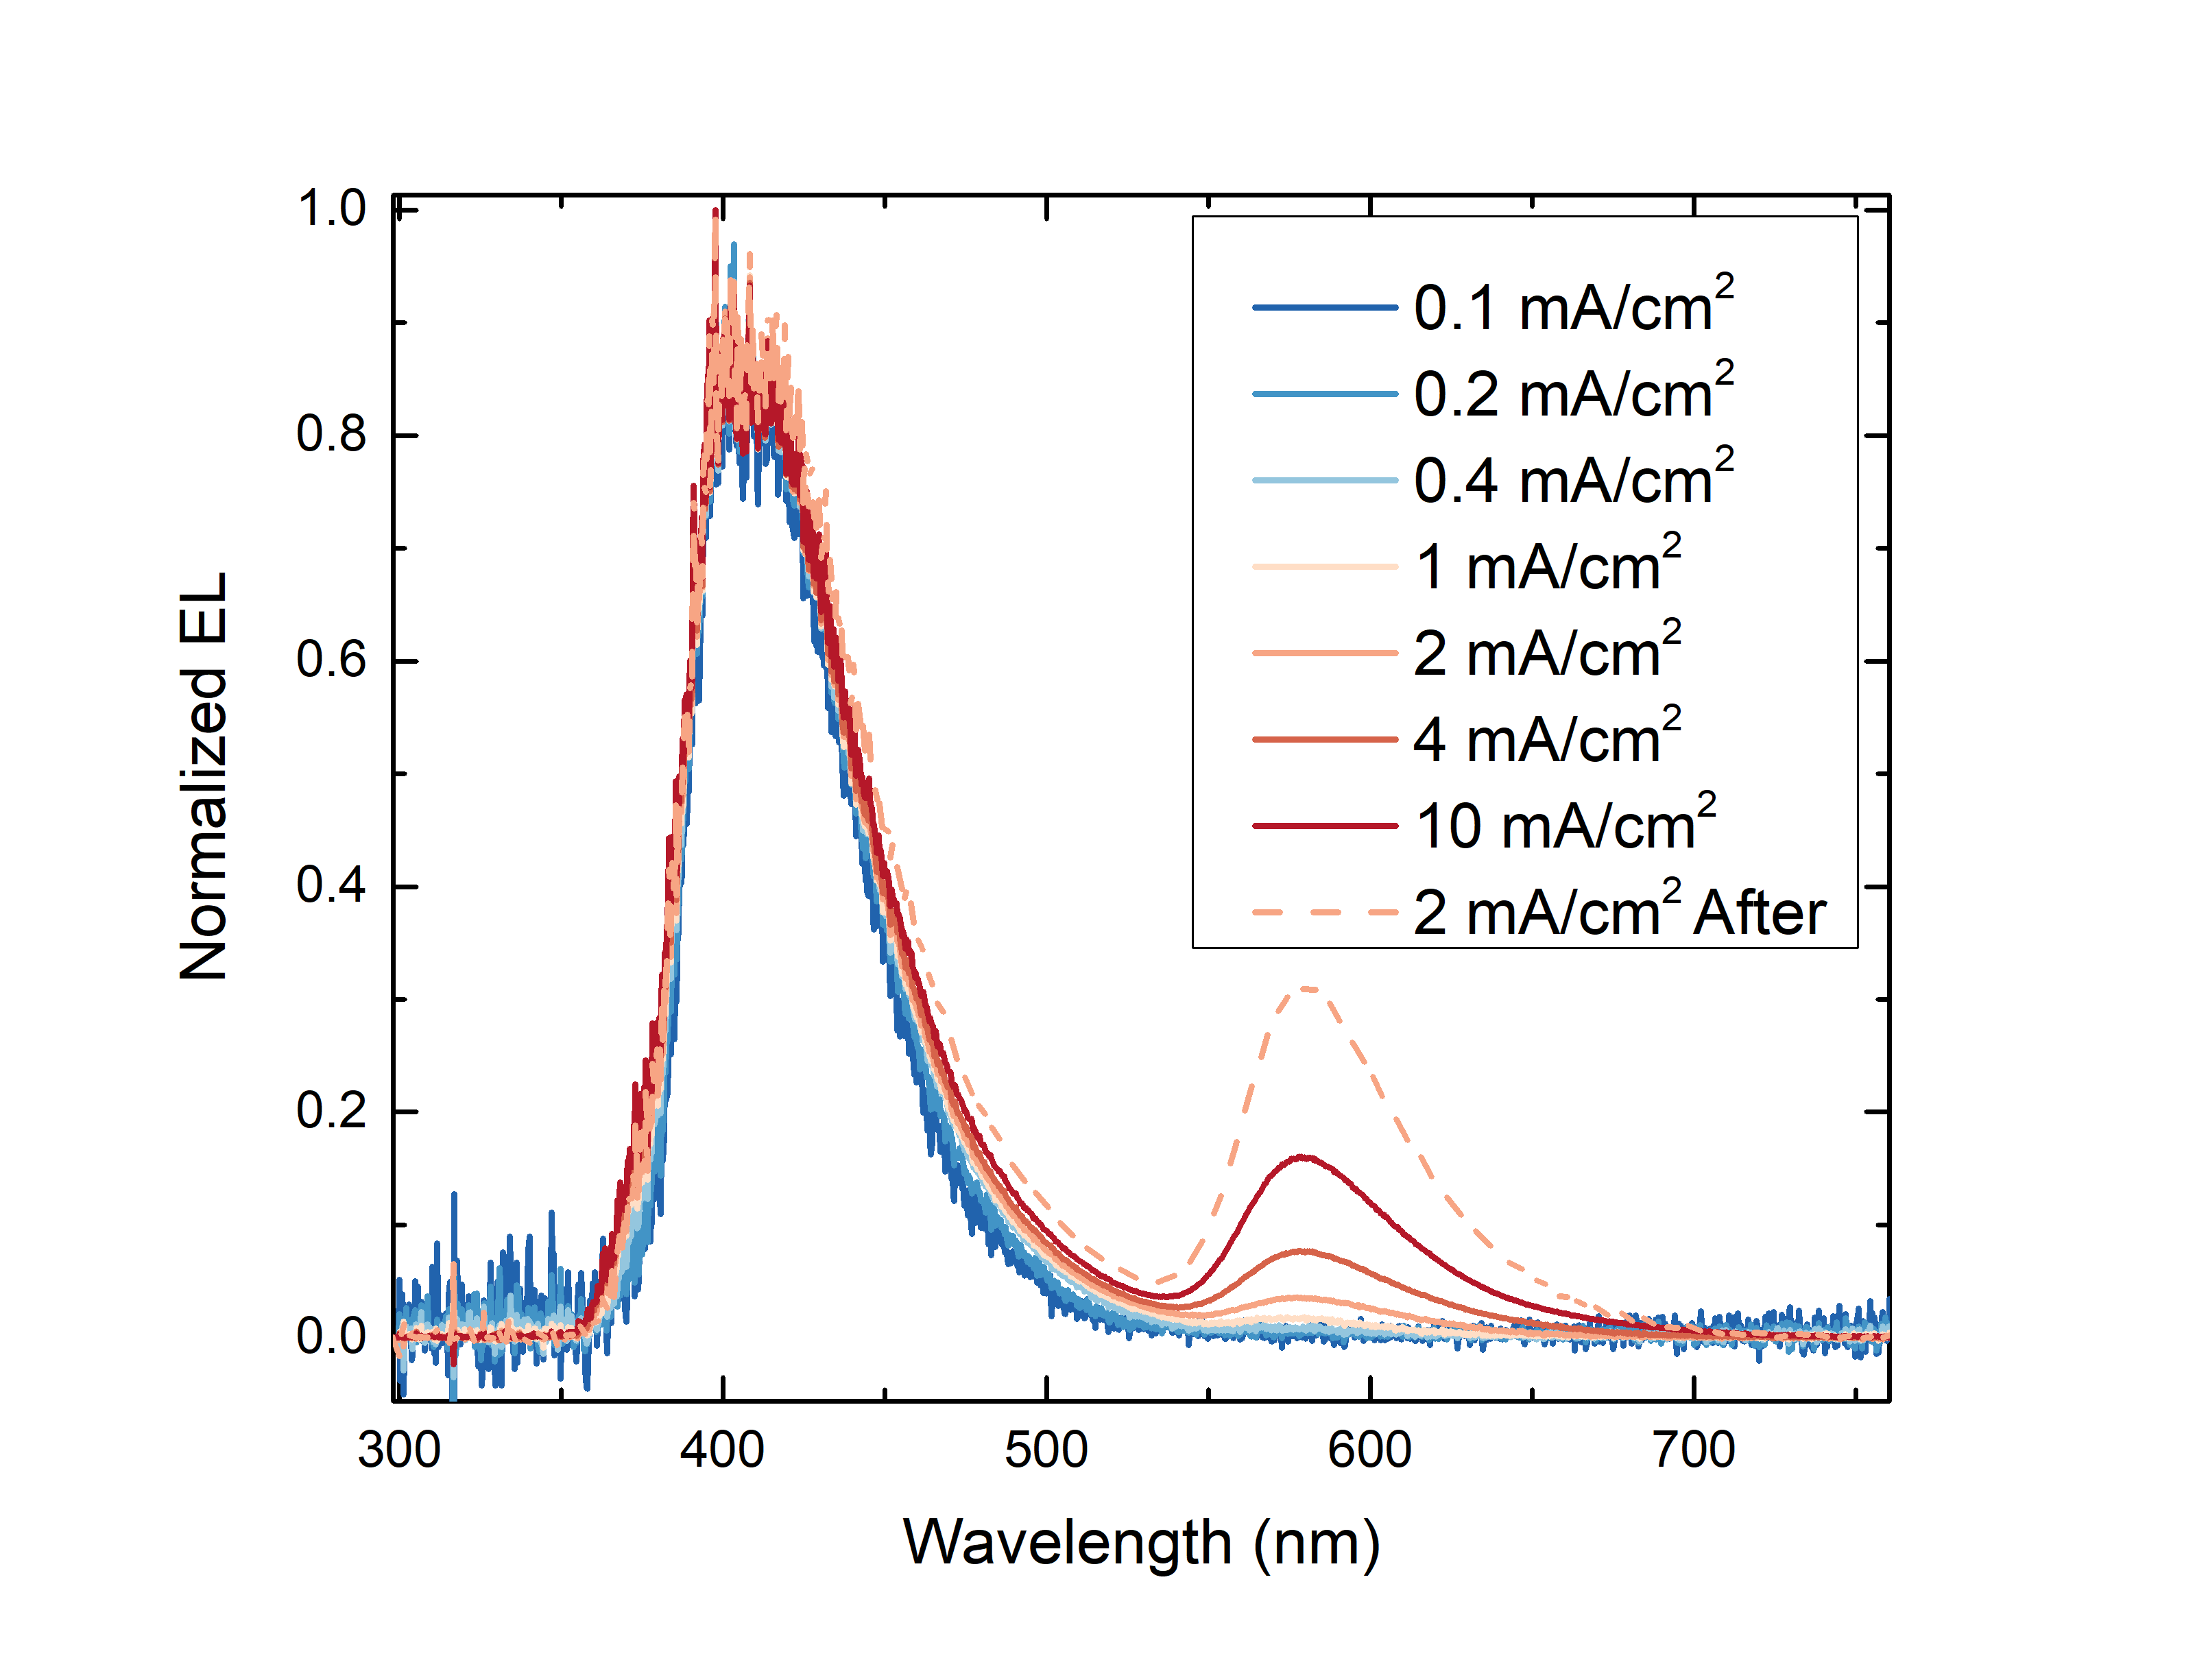 1.0
0.8
0.6
0.4
0.2
0.0
Normalized EL
300 400 500 600 700
Wavelength (nm)
0.1 mA/cm²
0.2 mA/cm²
0.4 mA/cm²
1 mA/cm²
2 mA/cm²
4 mA/cm²
10 mA/cm²
2 mA/cm² After